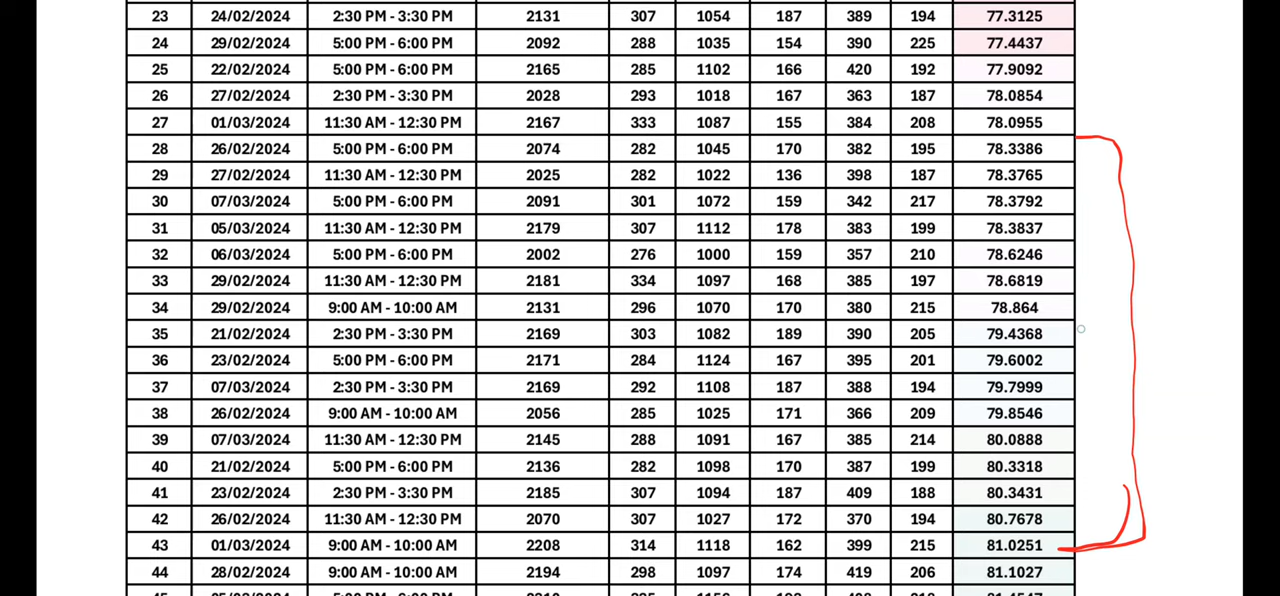 23 24/02/2024 2:30 PM - 3:30 PM 2131 307 1054 187 389 194 77.3125
24 29/02/2024 5:00 PM - 6:00 PM 2092 288 1035 154 390 225 77.4437
25 22/02/2024 5:00 PM - 6:00 PM 2165 285 1102 166 420 192 77.9092
26 27/02/2024 2:30 PM - 3:30 PM 2028 293 1018 167 363 187 78.0854
27 01/03/2024 11:30 AM - 12:30 PM 2167 333 1087 155 384 208 78.0955
28 26/02/2024 5:00 PM - 6:00 PM 2074 282 1045 170 382 195 78.3386
29 27/02/2024 11:30 AM - 12:30 PM 2025 282 1022 136 398 187 78.3765
30 07/03/2024 5:00 PM - 6:00 PM 2091 301 1072 159 342 217 78.3792
31 05/03/2024 11:30 AM - 12:30 PM 2179 307 1112 178 383 199 78.3837
32 06/03/2024 5:00 PM - 6:00 PM 2002 276 1000 159 357 210 78.6246
33 29/02/2024 11:30 AM - 12:30 PM 2181 334 1097 168 385 197 78.6819
34 29/02/2024 9:00 AM - 10:00 AM 2131 296 1070 170 380 215 78.864
35 21/02/2024 2:30 PM - 3:30 PM 2169 303 1082 189 390 205 79.4368
36 23/02/2024 5:00 PM - 6:00 PM 2171 284 1124 167 395 201 79.6002
37 07/03/2024 2:30 PM - 3:30 PM 2169 292 1108 187 388 194 79.7999
38 26/02/2024 9:00 AM - 10:00 AM 2056 285 1025 171 366 209 79.8546
39 07/03/2024 11:30 AM - 12:30 PM 2145 288 1091 167 385 214 80.0888
40 21/02/2024 5:00 PM - 6:00 PM 2136 282 1098 170 387 199 80.3318
41 23/02/2024 2:30 PM - 3:30 PM 2185 307 1094 187 409 188 80.3431
42 26/02/2024 11:30 AM - 12:30 PM 2070 307 1027 172 370 194 80.7678
43 01/03/2024 9:00 AM - 10:00 AM 2208 314 1118 162 399 215 81.0251
44 28/02/2024 9:00 AM - 10:00 AM 2194 298 1097 174 419 206 81.1027